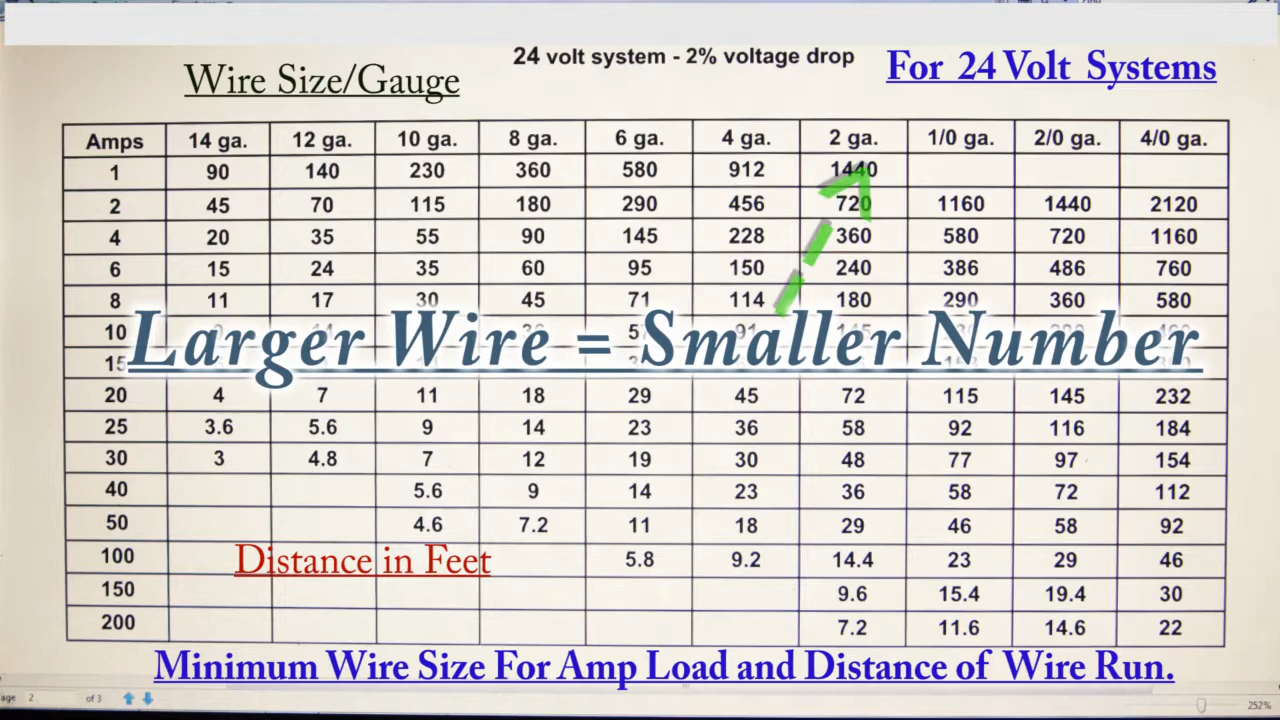 24 volt system - 2% voltage drop
For 24 Volt Systems
Wire Size/Gauge
Amps 14 ga. 12 ga. 10 ga. 8 ga. 6 ga. 4 ga. 2 ga. 1/0 ga. 2/0 ga. 4/0 ga.
1 90 140 230 360 580 912 1440
2 45 70 115 180 290 456 720 1160 1440 2120
4 20 35 55 90 145 228 360 580 720 1160
6 15 24 35 60 95 150 240 386 486 760
8 11 17 30 45 71 114 180 290 360 580
10
Larger Wire = Smaller Number
20 4 7 11 18 29 45 72 115 145 232
25 3.6 5.6 9 14 23 36 58 92 116 184
30 3 4.8 7 12 19 30 48 77 97 154
40 5.6 9 14 23 36 58 72 112
50 4.6 7.2 11 18 29 46 58 92
100 5.8 9.2 14.4 23 29 46
Distance in Feet
150 9.6 15.4 19.4 30
200 7.2 11.6 14.6 22
Minimum Wire Size For Amp Load and Distance of Wire Run.
age 2 of 3
252%